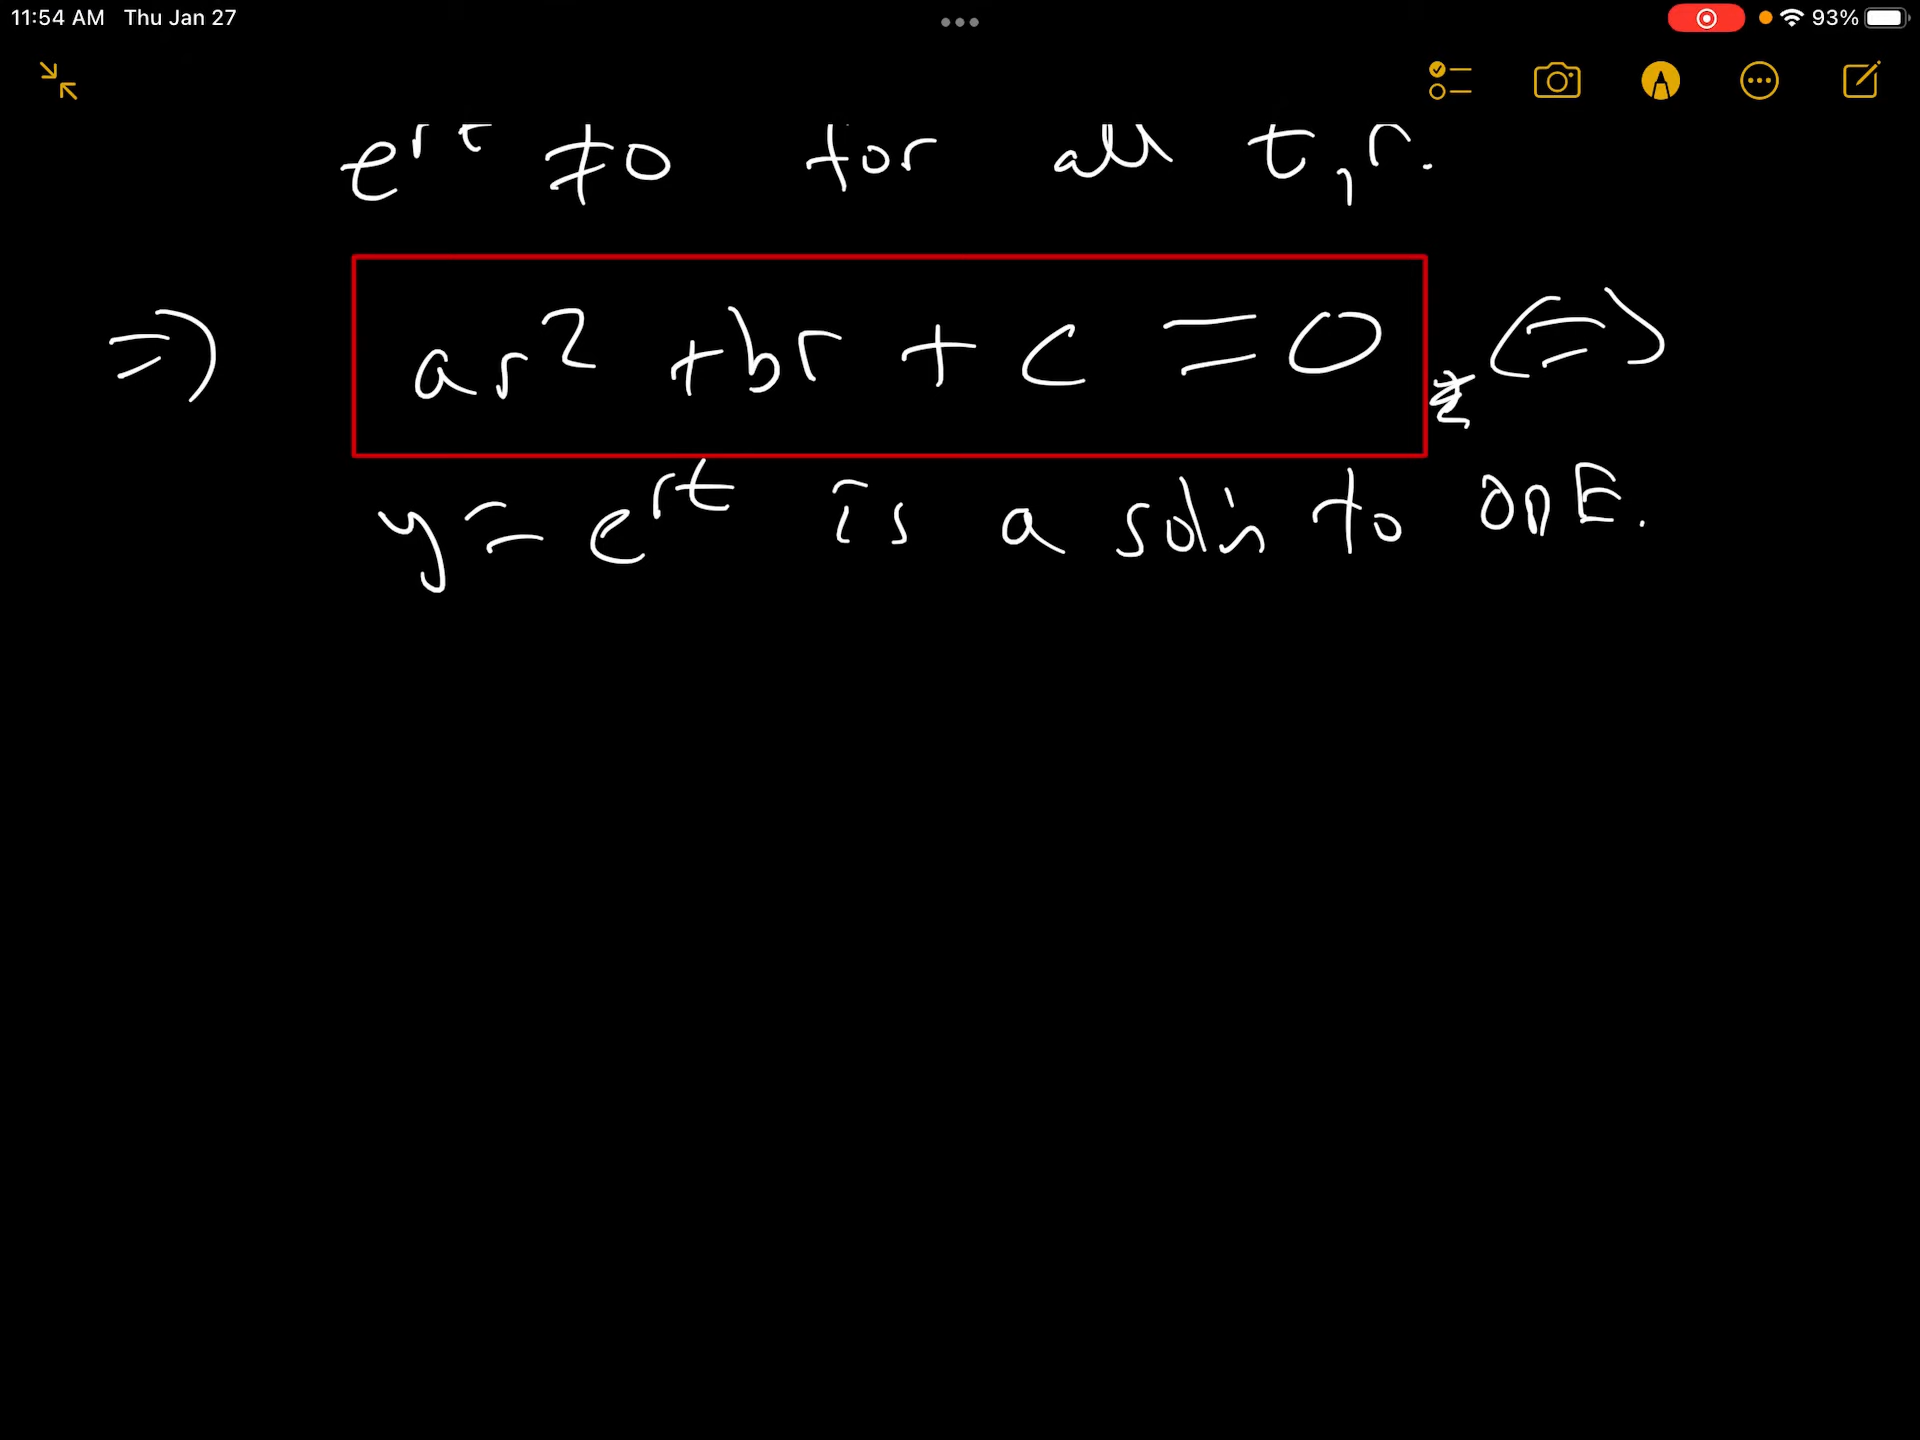 11:54 AM Thu Jan 27 93%
e^rt ≠ 0 for all t, r.
⇒ ar² + br + c = 0 ⇔
y = e^rt is a sol'n to ODE.